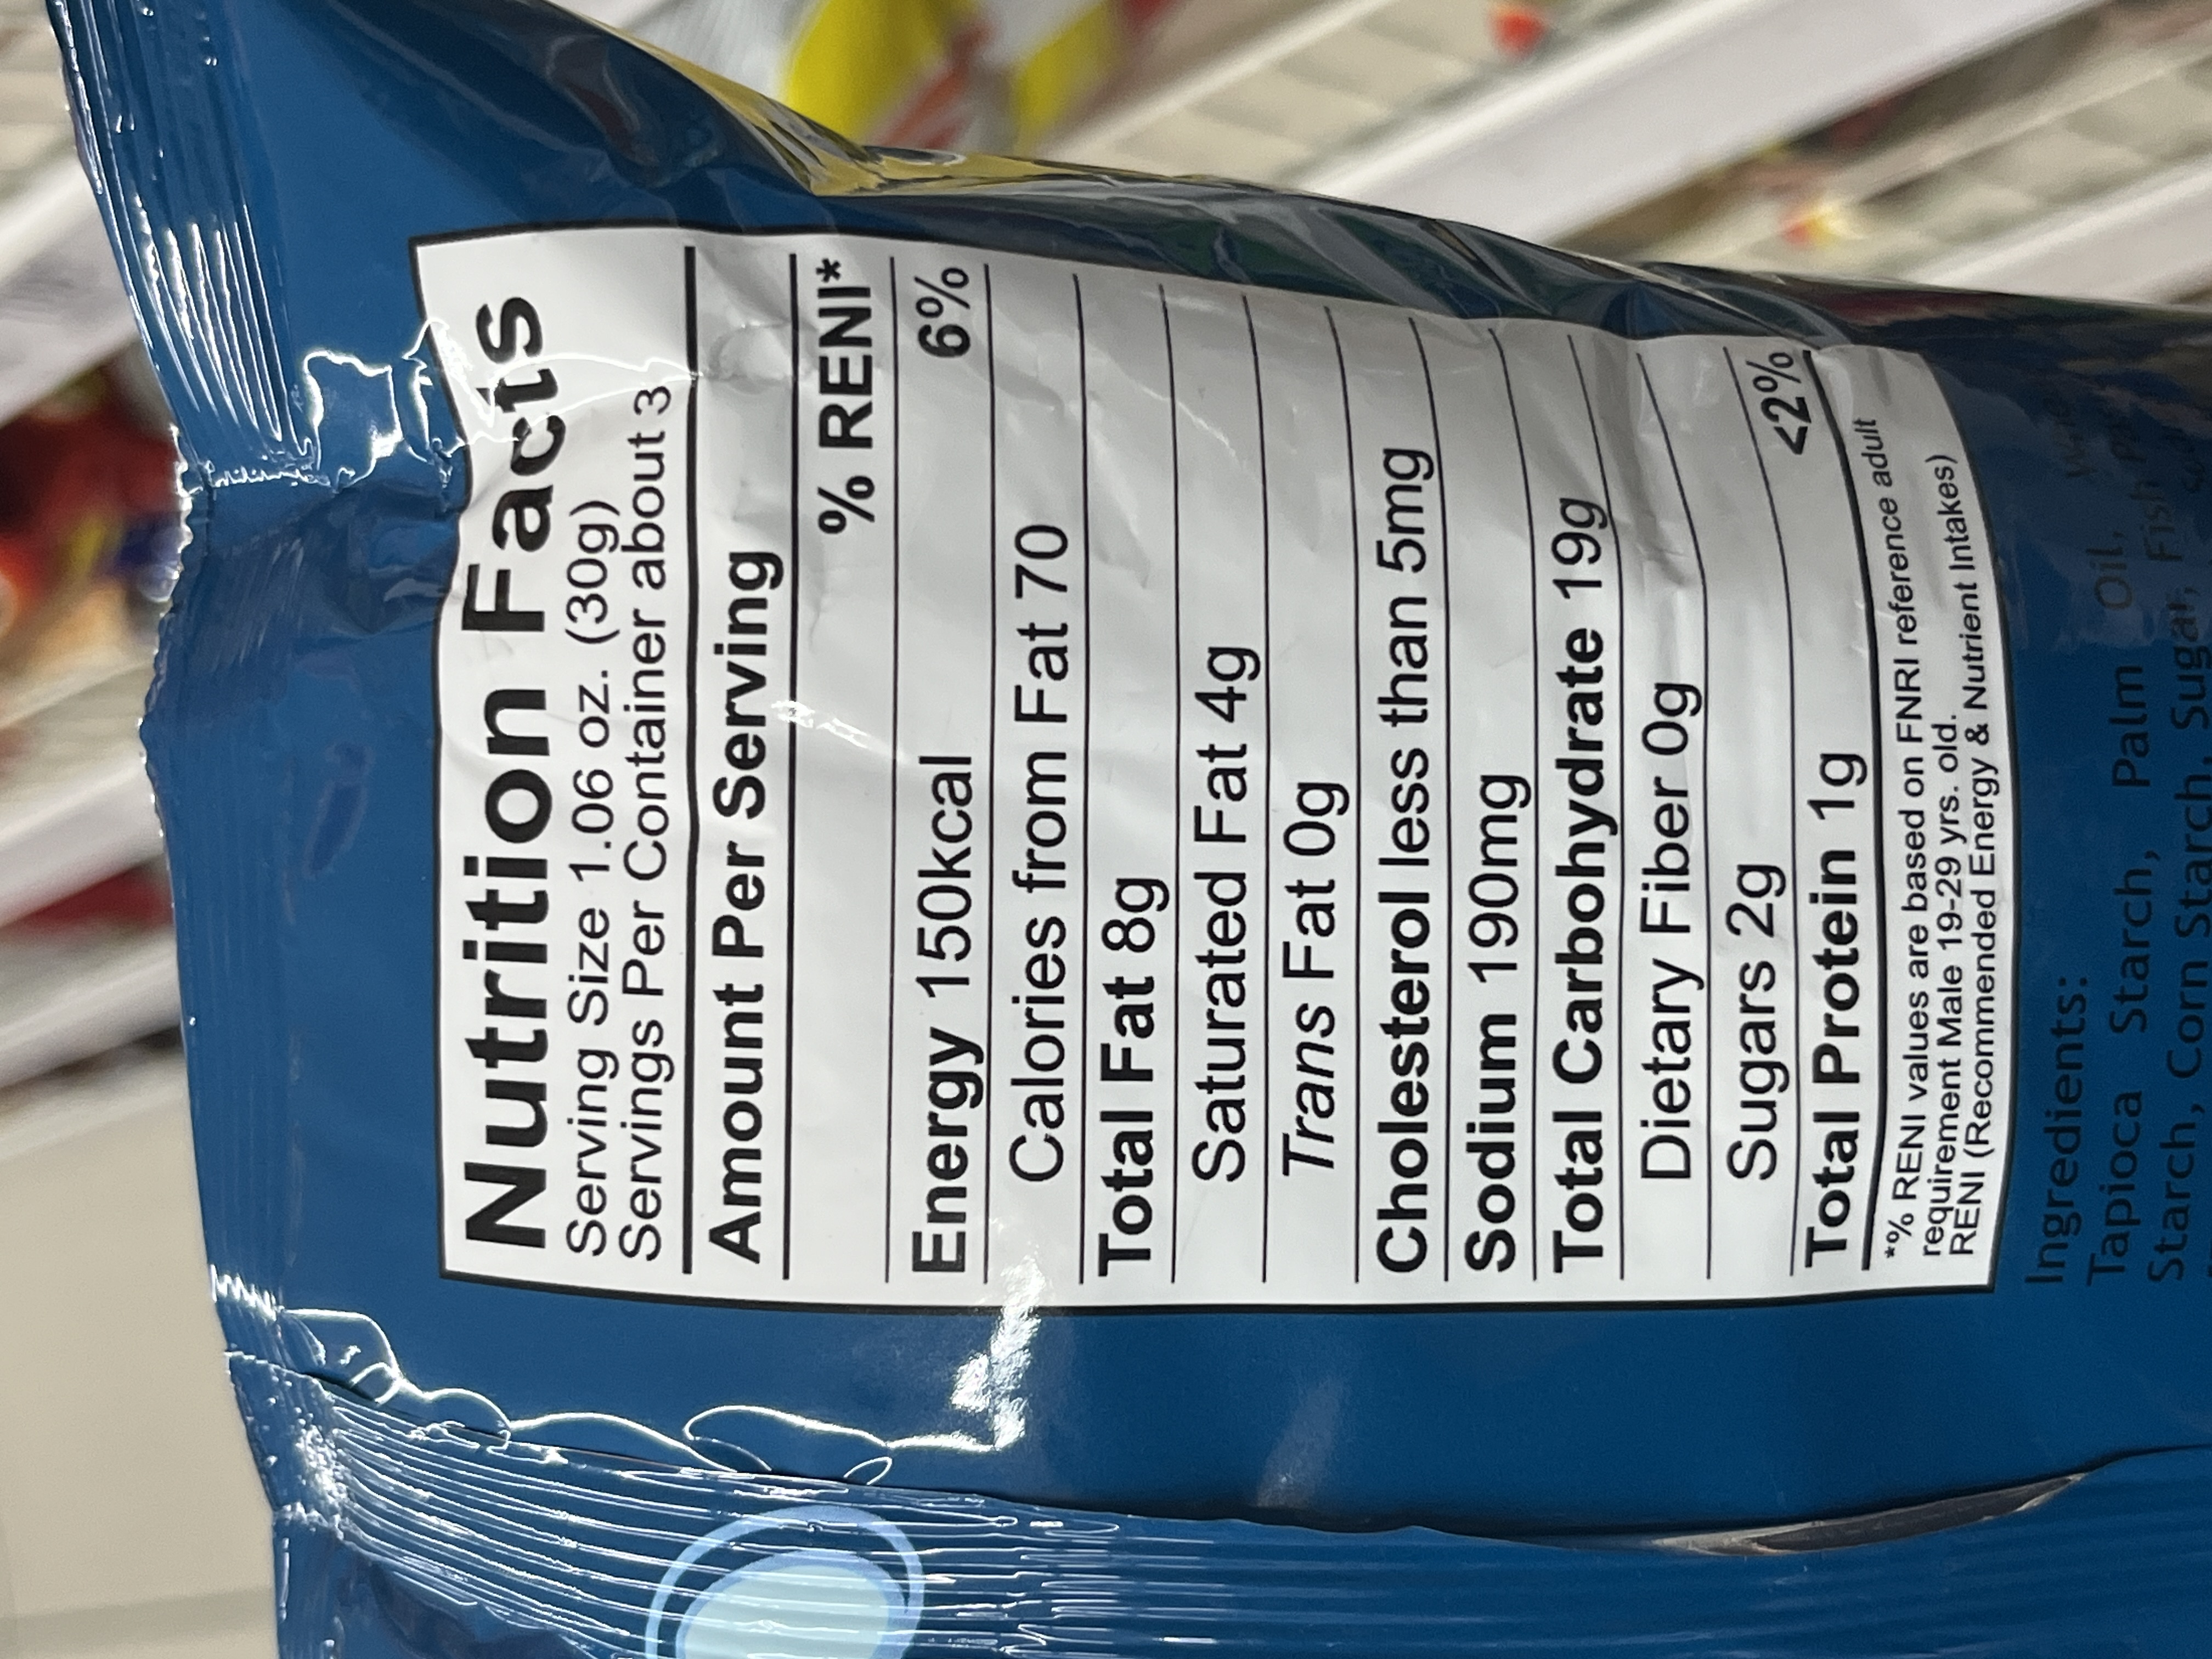 Nutrition Facts
Serving Size 1.06 oz. (30g)
Servings Per Container about 3
Amount Per Serving
% RENI*
Energy 150kcal 6%
Calories from Fat 70
Total Fat 8g
Saturated Fat 4g
Trans Fat 0g
Cholesterol less than 5mg
Sodium 190mg
Total Carbohydrate 19g
Dietary Fiber 0g
Sugars 2g
Total Protein 1g <2%
*% RENI values are based on FNRI reference adult
requirement Male 19-29 yrs. old.
RENI (Recommended Energy & Nutrient Intakes)
Ingredients:
Tapioca Starch, Palm Oil,
Starch, Corn Starch, Sugar, Fish